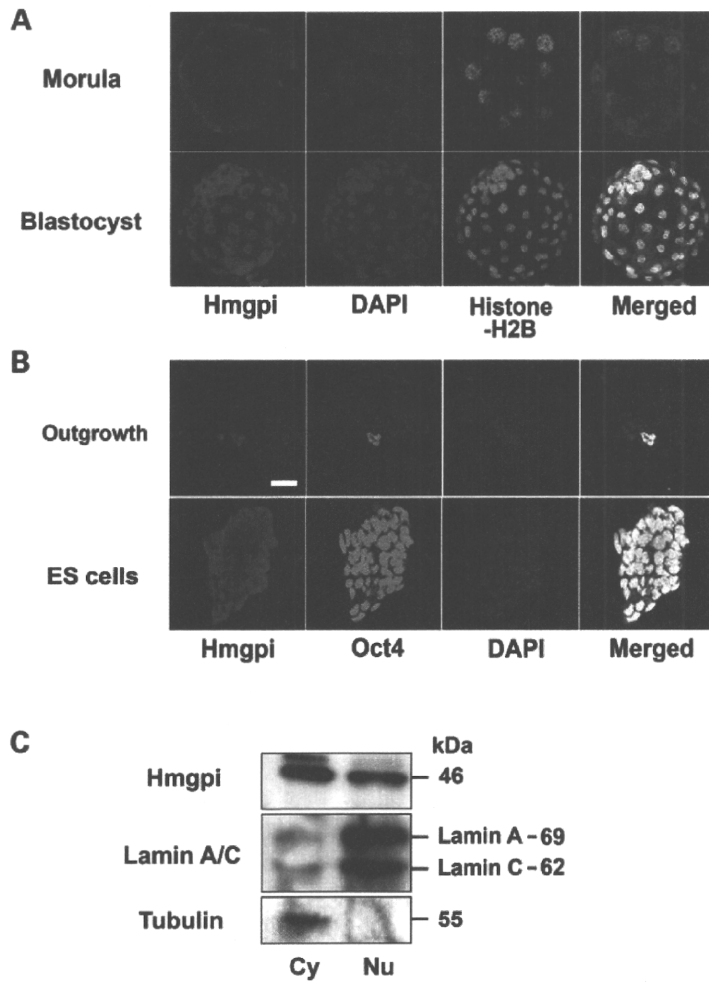 A
Morula
Blastocyst
Hmgpi DAPI Histone-H2B Merged
B
Outgrowth
ES cells
Hmgpi Oct4 DAPI Merged
C
kDa
Hmgpi 46
Lamin A/C Lamin A-69
Lamin C-62
Tubulin 55
Cy Nu